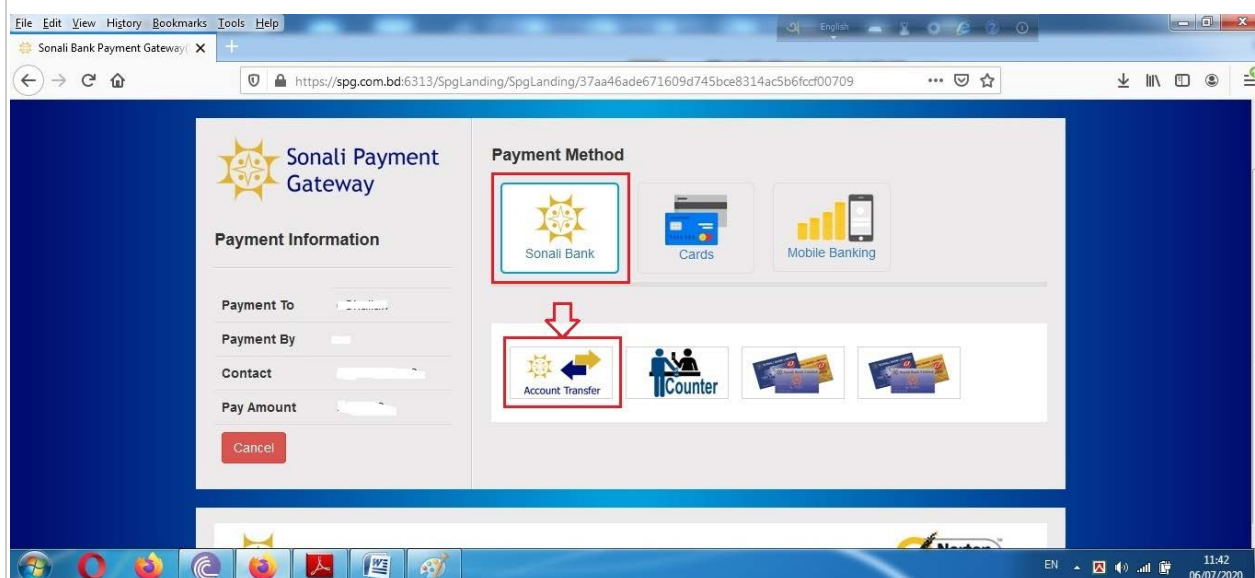 File Edit View History Bookmarks Tools Help
অ English
Sonali Bank Payment Gateway(
https://spg.com.bd:6313/SpgLanding/SpgLanding/37aa46ade671609d745bce8314ac5b6fccf00709
Sonali Payment
Gateway
Payment Information
Payment To
Payment By
Contact
Pay Amount
Cancel
Payment Method
Sonali Bank
Cards
Mobile Banking
Account Transfer
Counter
Norton
EN
11:42
06/07/2020